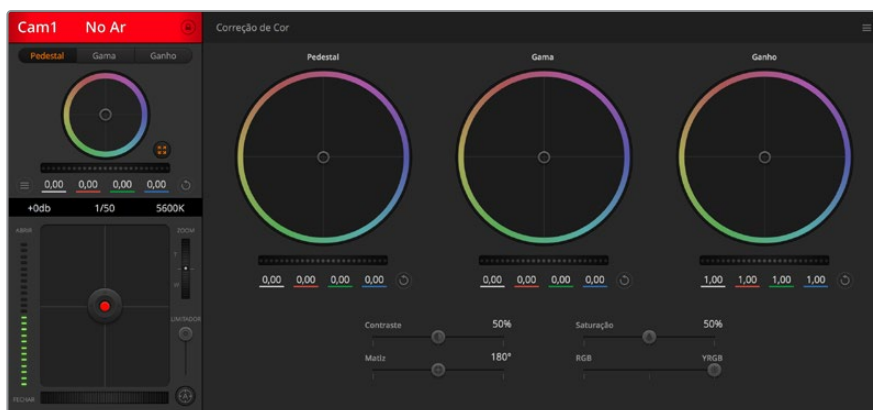 Cam1 No Ar
Correção de Cor
Pedestal Gama Ganho
Pedestal Gama Ganho
0,00 0,00 0,00 0,00
+0db 1/50 5600K
ABRIR ZOOM
T
W
LIMITADOR
TECHAR
A
0,00 0,00 0,00 0,00
0,00 0,00 0,00 0,00
1,00 1,00 1,00 1,00
Contraste 50%
Saturação 50%
Matiz 180°
RGB YRGB